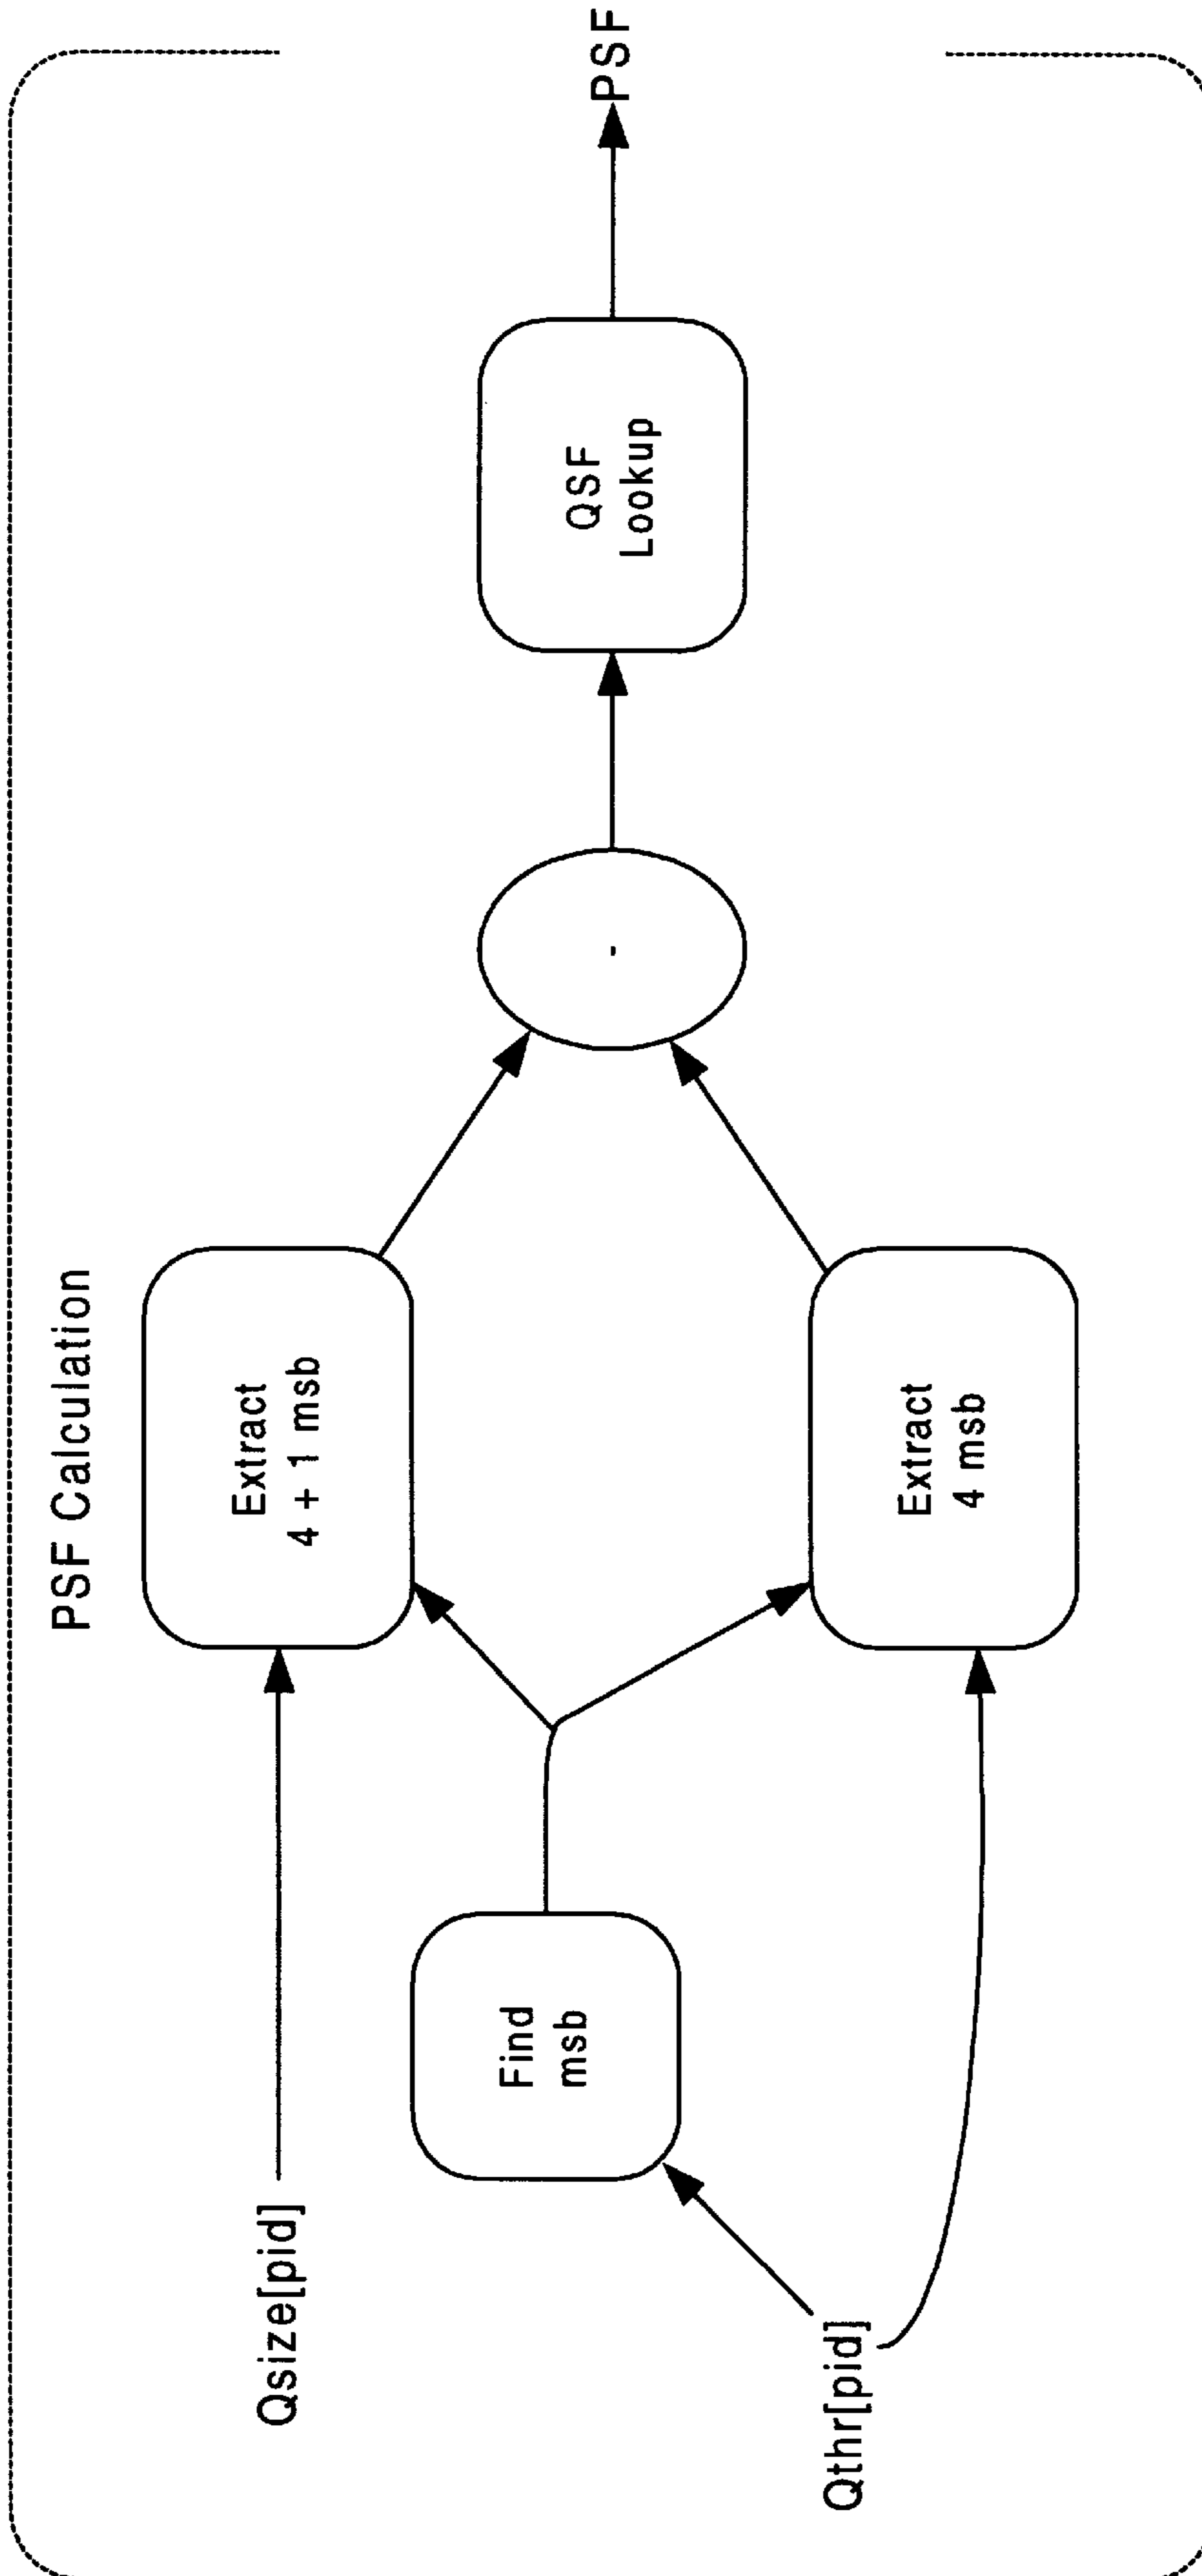 PSF Calculation
Qsize[pid]
Qthr[pid]
Find
msb
Extract
4 + 1 msb
Extract
4 msb
-
QSF
Lookup
PSF